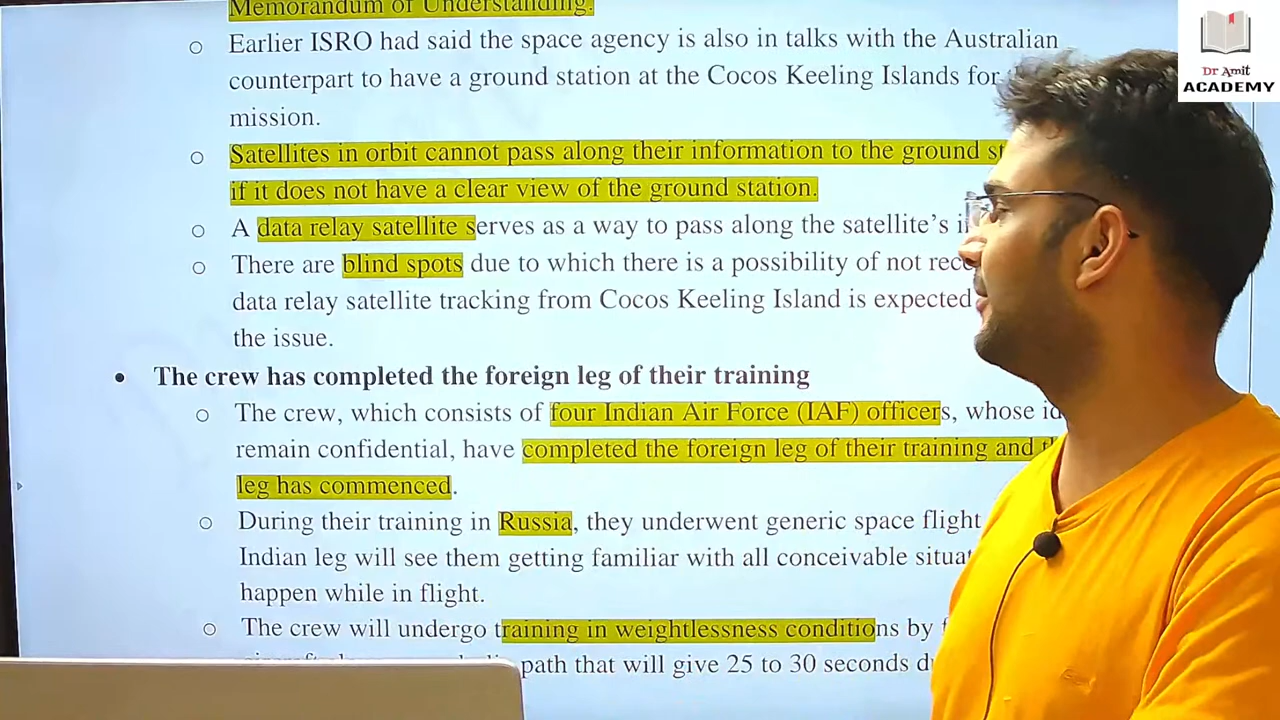 Memorandum of Understanding.
Dr Amit
ACADEMY
○ Earlier ISRO had said the space agency is also in talks with the Australian
counterpart to have a ground station at the Cocos Keeling Islands for
mission.
○ Satellites in orbit cannot pass along their information to the ground
if it does not have a clear view of the ground station.
○ A data relay satellite serves as a way to pass along the satellite's
○ There are blind spots due to which there is a possibility of not
data relay satellite tracking from Cocos Keeling Island is expected
the issue.
• The crew has completed the foreign leg of their training
○ The crew, which consists of four Indian Air Force (IAF) officers, whose
remain confidential, have completed the foreign leg of their training and
leg has commenced.
○ During their training in Russia, they underwent generic space flight
Indian leg will see them getting familiar with all conceivable
happen while in flight.
○ The crew will undergo training in weightlessness conditions by
path that will give 25 to 30 seconds